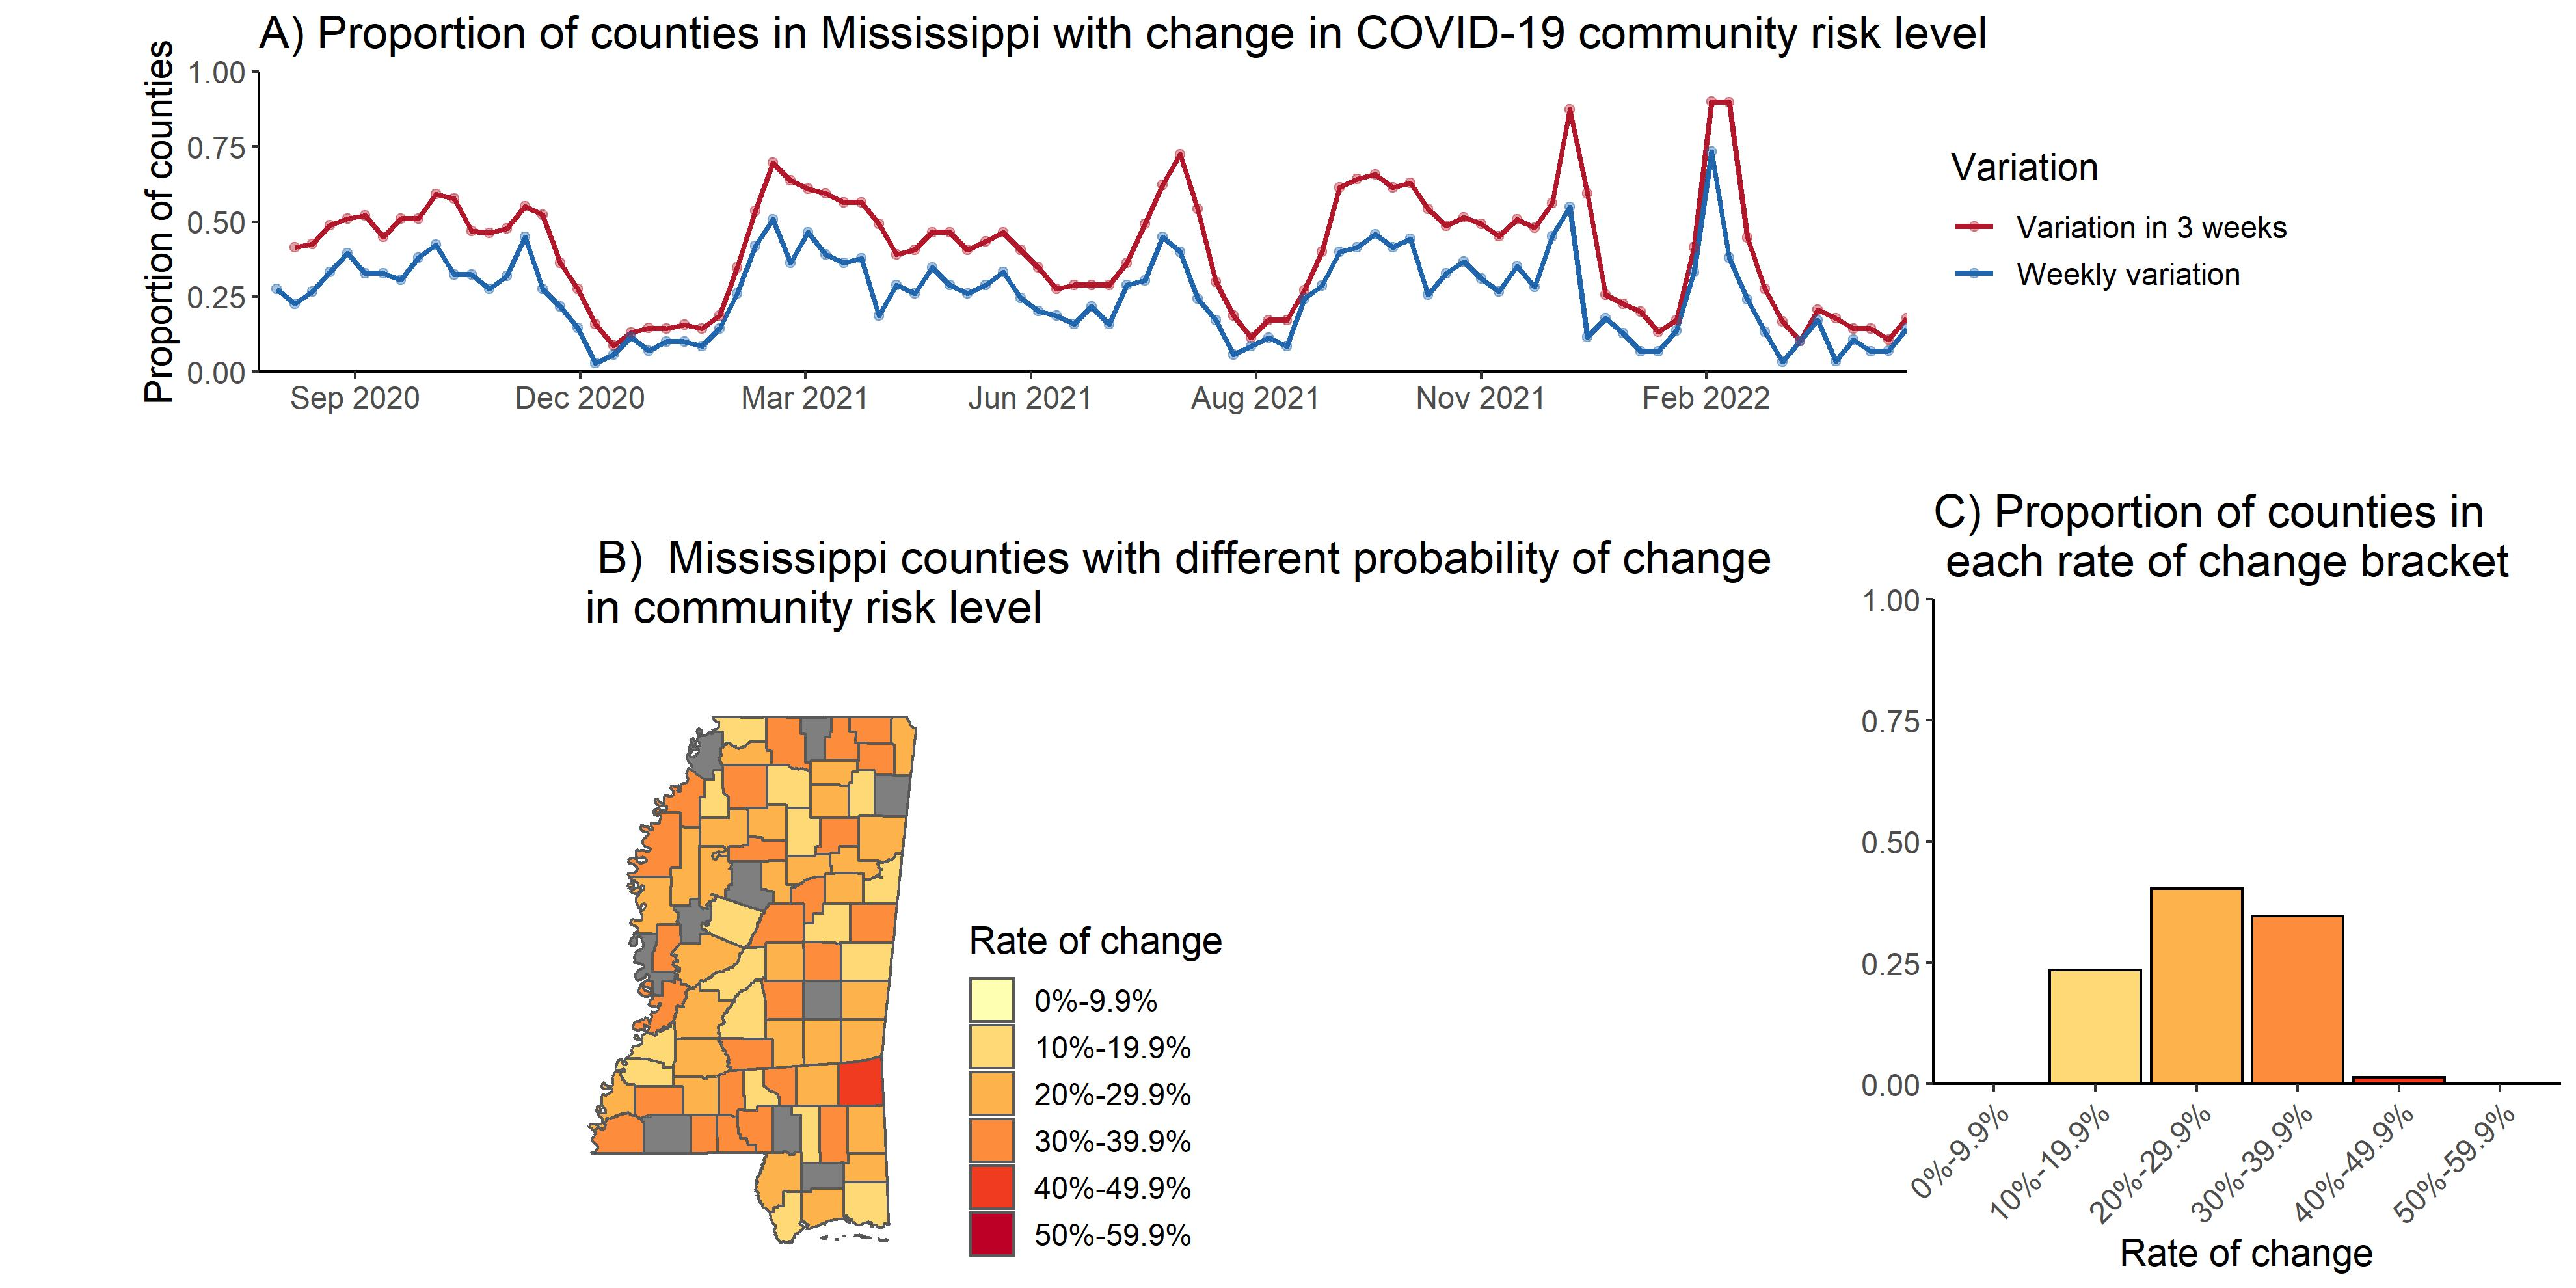 A) Proportion of counties in Mississippi with change in COVID-19 community risk level
Proportion of counties
1.00
0.75
0.50
0.25
0.00
Sep 2020 Dec 2020 Mar 2021 Jun 2021 Aug 2021 Nov 2021 Feb 2022
Variation
Variation in 3 weeks
Weekly variation
B) Mississippi counties with different probability of change
in community risk level
Rate of change
0%-9.9%
10%-19.9%
20%-29.9%
30%-39.9%
40%-49.9%
50%-59.9%
C) Proportion of counties in
each rate of change bracket
1.00
0.75
0.50
0.25
0.00
0%-9.9% 10%-19.9% 20%-29.9% 30%-39.9% 40%-49.9% 50%-59.9%
Rate of change